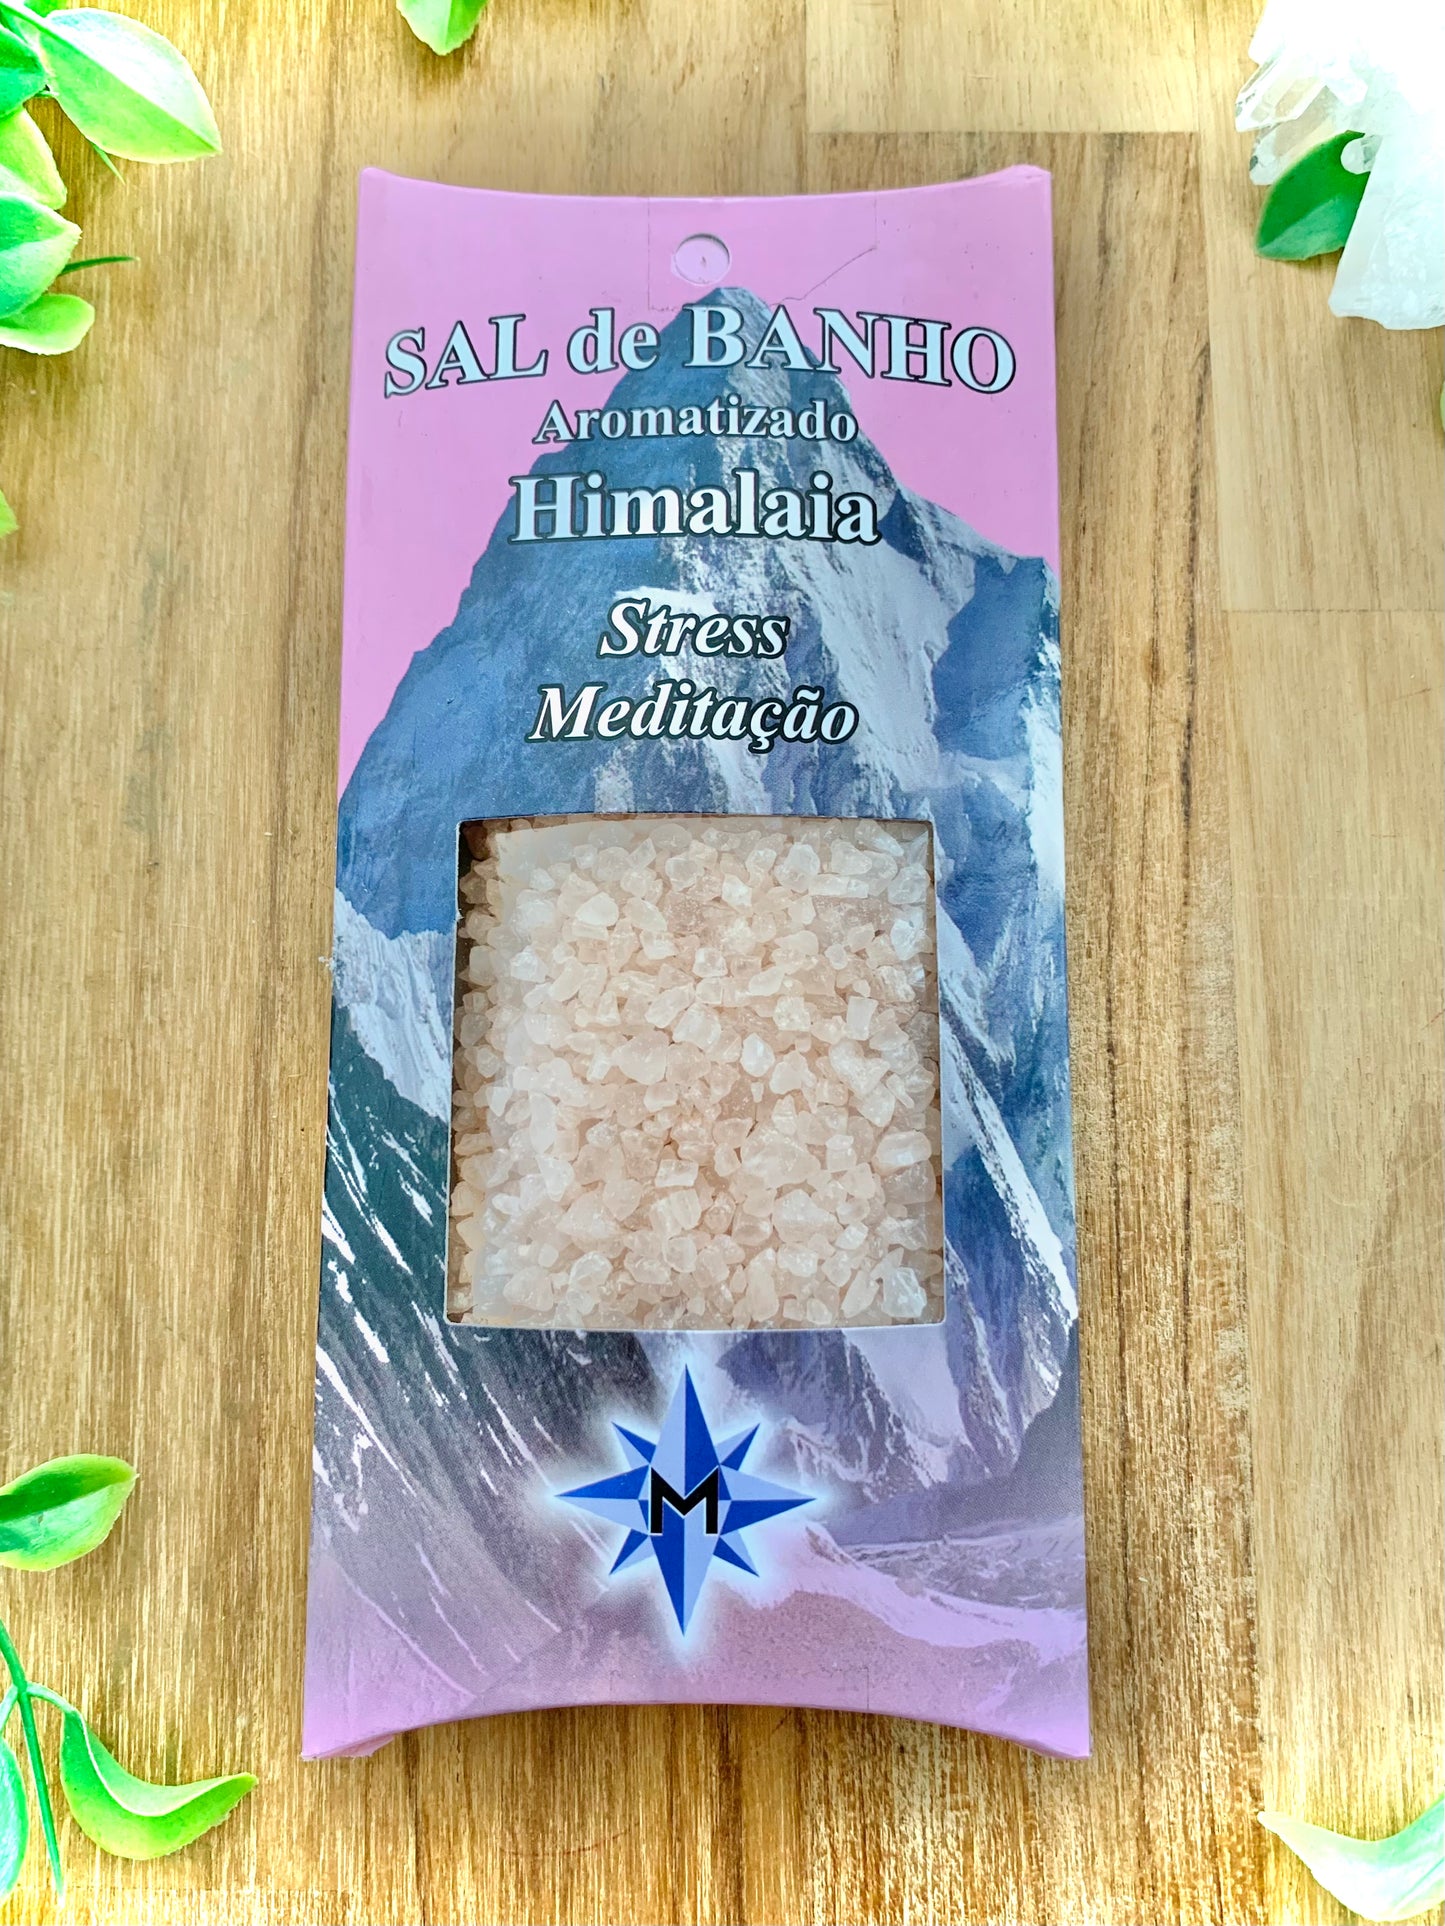 SAL de BANHO
Aromatizado
Himalaia
Stress
Meditação
M